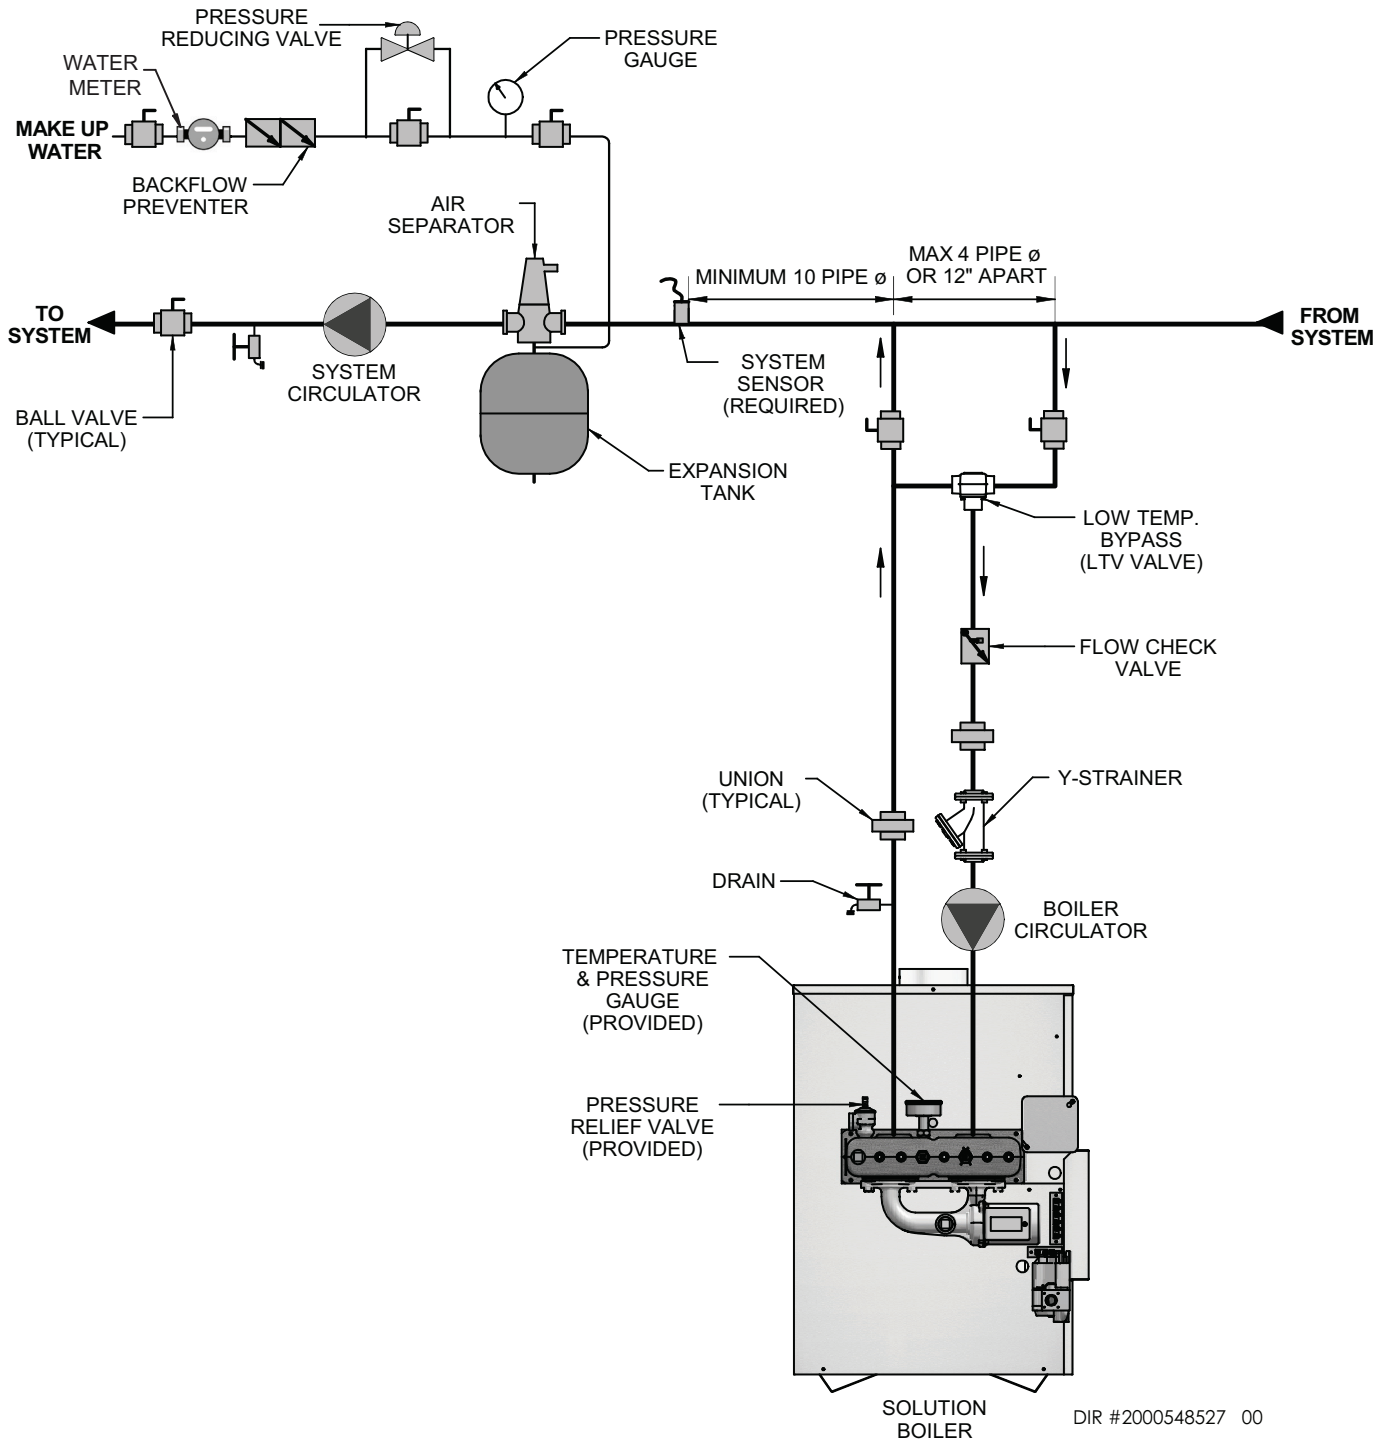 PRESSURE
REDUCING VALVE
PRESSURE
GAUGE
WATER
METER
MAKE UP
WATER
BACKFLOW
PREVENTER
AIR
SEPARATOR
MINIMUM 10 PIPE ø
MAX 4 PIPE ø
OR 12" APART
TO
SYSTEM
FROM
SYSTEM
SYSTEM
CIRCULATOR
SYSTEM
SENSOR
(REQUIRED)
BALL VALVE
(TYPICAL)
EXPANSION
TANK
LOW TEMP.
BYPASS
(LTV VALVE)
FLOW CHECK
VALVE
UNION
(TYPICAL)
Y-STRAINER
DRAIN
BOILER
CIRCULATOR
TEMPERATURE
& PRESSURE
GAUGE
(PROVIDED)
PRESSURE
RELIEF VALVE
(PROVIDED)
SOLUTION
BOILER
DIR #2000548527 00